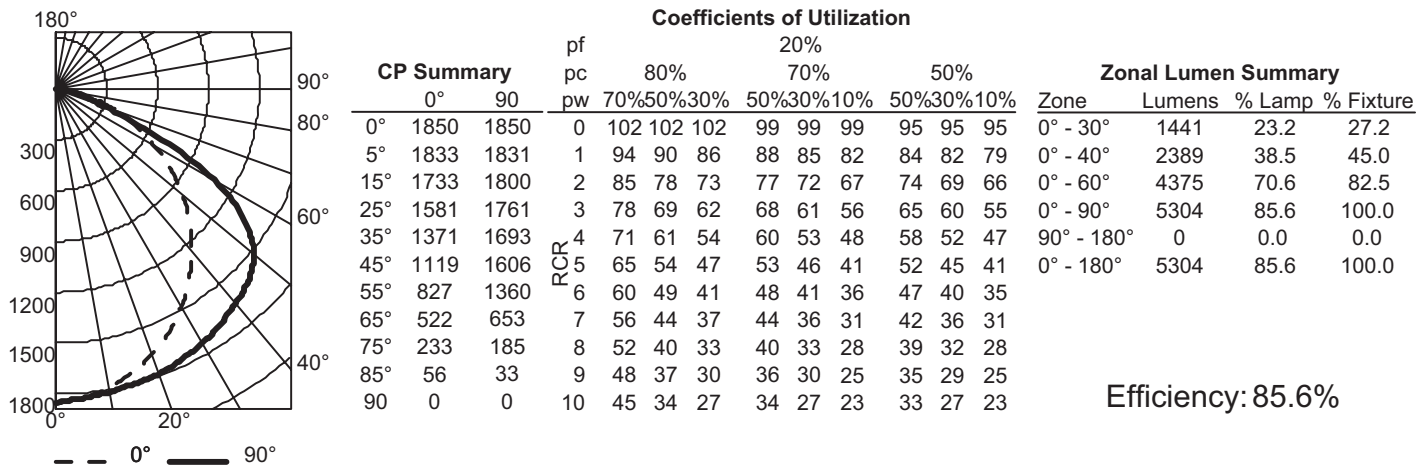 180°
90°
80°
60°
40°
300
600
900
1200
1500
1800
0°
20°
0° 90°
CP Summary
0° 90
0° 1850 1850
5° 1833 1831
15° 1733 1800
25° 1581 1761
35° 1371 1693
45° 1119 1606
55° 827 1360
65° 522 653
75° 233 185
85° 56 33
90 0 0
Coefficients of Utilization
pf 20%
pc 80% 70% 50%
pw 70%50%30% 50%30%10% 50%30%10%
RCR
0 102 102 102 99 99 99 95 95 95
1 94 90 86 88 85 82 84 82 79
2 85 78 73 77 72 67 74 69 66
3 78 69 62 68 61 56 65 60 55
4 71 61 54 60 53 48 58 52 47
5 65 54 47 53 46 41 52 45 41
6 60 49 41 48 41 36 47 40 35
7 56 44 37 44 36 31 42 36 31
8 52 40 33 40 33 28 39 32 28
9 48 37 30 36 30 25 35 29 25
10 45 34 27 34 27 23 33 27 23
Zonal Lumen Summary
Zone Lumens % Lamp % Fixture
0° - 30° 1441 23.2 27.2
0° - 40° 2389 38.5 45.0
0° - 60° 4375 70.6 82.5
0° - 90° 5304 85.6 100.0
90° - 180° 0 0.0 0.0
0° - 180° 5304 85.6 100.0
Efficiency: 85.6%